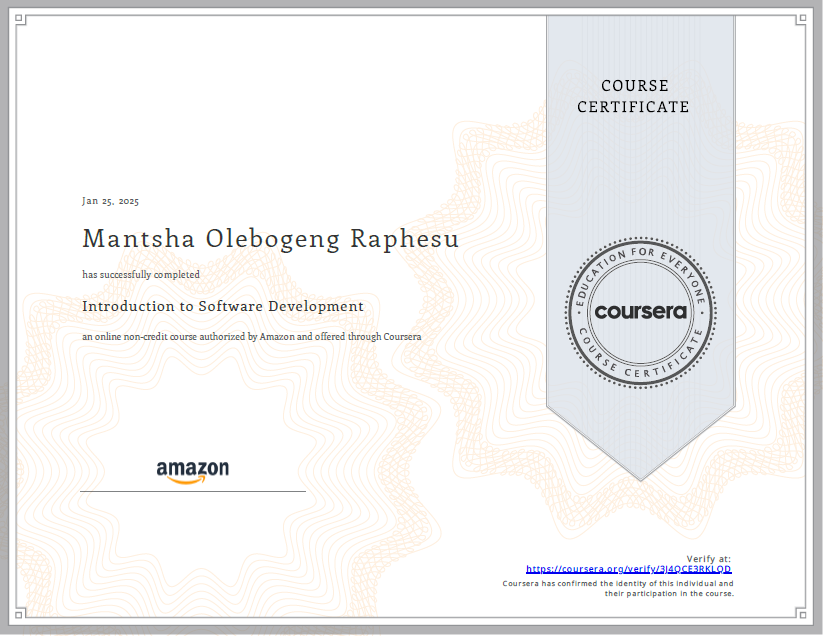 COURSE
CERTIFICATE
Jan 25, 2025
Mantsha Olebogeng Raphesu
has successfully completed
Introduction to Software Development
an online non-credit course authorized by Amazon and offered through Coursera
EDUCATION FOR EVERYONE
coursera
COURSE CERTIFICATE
amazon
Verify at:
https://coursera.org/verify/3J4QCE3RKLQD
Coursera has confirmed the identity of this individual and
their participation in the course.